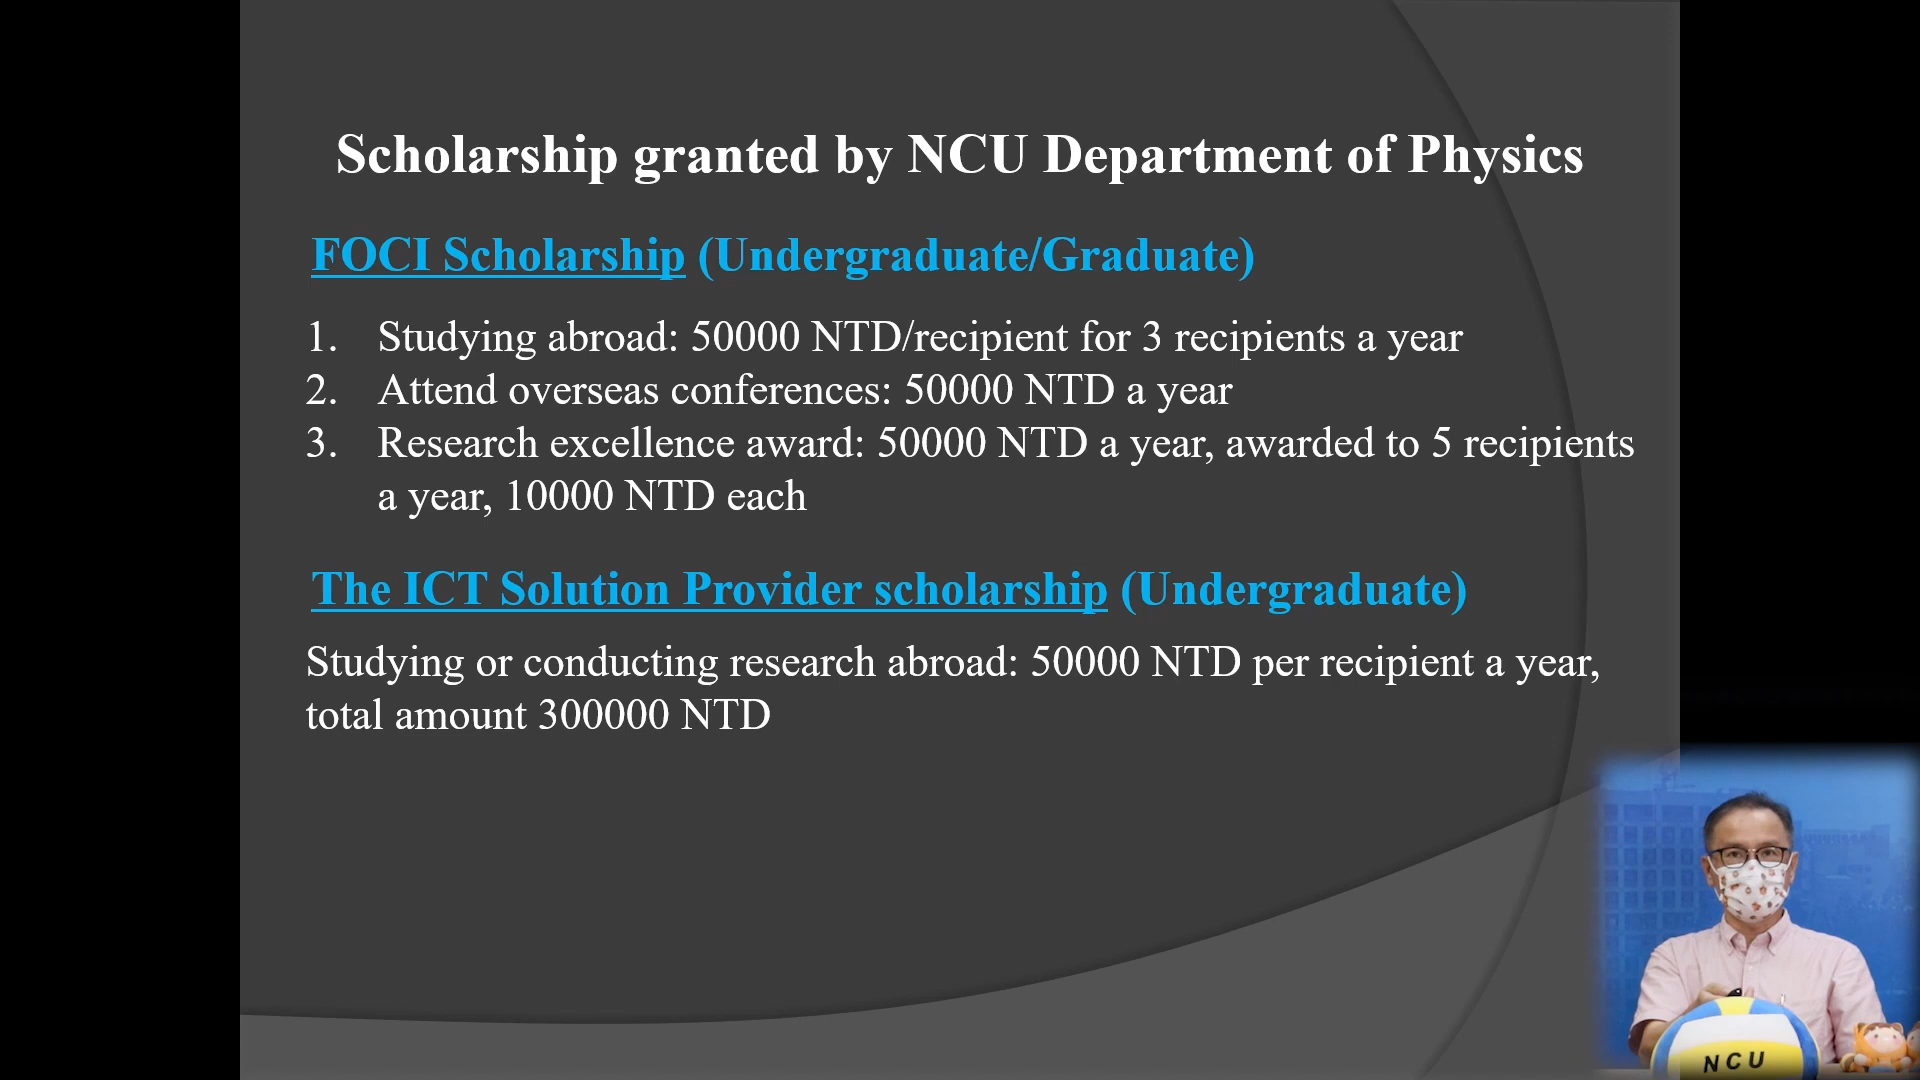 Scholarship granted by NCU Department of Physics
FOCI Scholarship (Undergraduate/Graduate)
1. Studying abroad: 50000 NTD/recipient for 3 recipients a year
2. Attend overseas conferences: 50000 NTD a year
3. Research excellence award: 50000 NTD a year, awarded to 5 recipients
a year, 10000 NTD each
The ICT Solution Provider scholarship (Undergraduate)
Studying or conducting research abroad: 50000 NTD per recipient a year,
total amount 300000 NTD
NCU